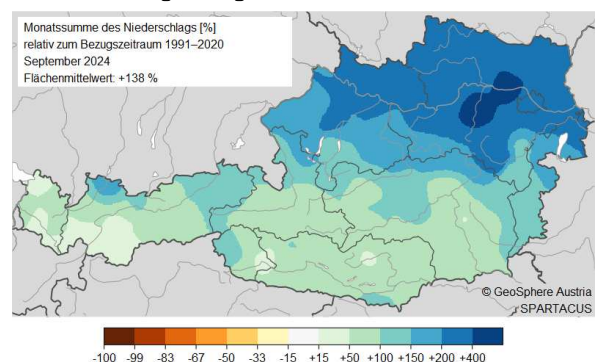 Monatssumme des Niederschlags [%]
relativ zum Bezugszeitraum 1991–2020
September 2024
Flächenmittelwert: +138 %
© GeoSphere Austria
SPARTACUS
-100 -99 -83 -67 -50 -33 -15 +15 +50 +100 +150 +200 +400